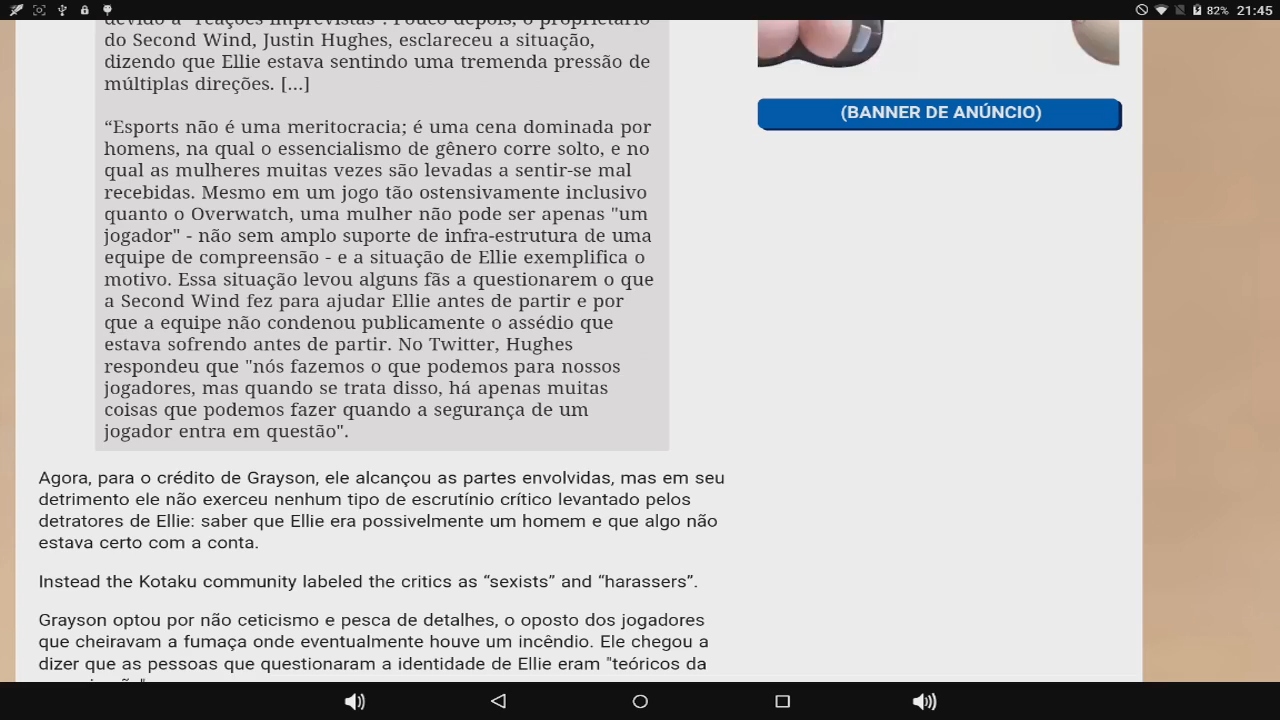 82% 21:45
devido a "reações imprevistas". Pouco depois, o proprietário
do Second Wind, Justin Hughes, esclareceu a situação,
dizendo que Ellie estava sentindo uma tremenda pressão de
múltiplas direções. [...]
“Esports não é uma meritocracia; é uma cena dominada por
homens, na qual o essencialismo de gênero corre solto, e no
qual as mulheres muitas vezes são levadas a sentir-se mal
recebidas. Mesmo em um jogo tão ostensivamente inclusivo
quanto o Overwatch, uma mulher não pode ser apenas "um
jogador" - não sem amplo suporte de infra-estrutura de uma
equipe de compreensão - e a situação de Ellie exemplifica o
motivo. Essa situação levou alguns fãs a questionarem o que
a Second Wind fez para ajudar Ellie antes de partir e por
que a equipe não condenou publicamente o assédio que
estava sofrendo antes de partir. No Twitter, Hughes
respondeu que "nós fazemos o que podemos para nossos
jogadores, mas quando se trata disso, há apenas muitas
coisas que podemos fazer quando a segurança de um
jogador entra em questão".
(BANNER DE ANÚNCIO)
Agora, para o crédito de Grayson, ele alcançou as partes envolvidas, mas em seu
detrimento ele não exerceu nenhum tipo de escrutínio crítico levantado pelos
detratores de Ellie: saber que Ellie era possivelmente um homem e que algo não
estava certo com a conta.
Instead the Kotaku community labeled the critics as “sexists” and “harassers”.
Grayson optou por não ceticismo e pesca de detalhes, o oposto dos jogadores
que cheiravam a fumaça onde eventualmente houve um incêndio. Ele chegou a
dizer que as pessoas que questionaram a identidade de Ellie eram "teóricos da